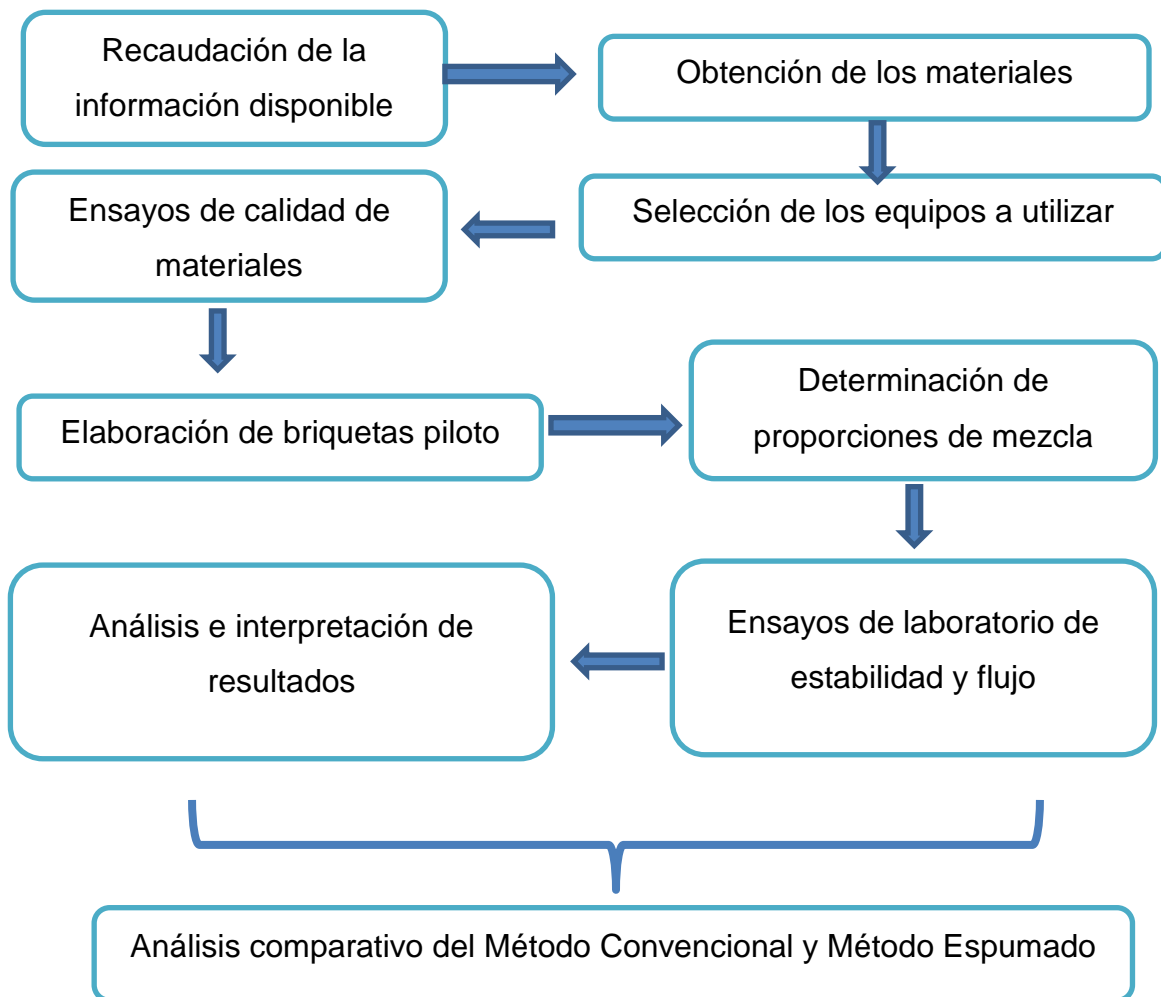 Recaudación de la
información disponible
Obtención de los materiales
Selección de los equipos a utilizar
Ensayos de calidad de
materiales
Elaboración de briquetas piloto
Determinación de
proporciones de mezcla
Ensayos de laboratorio de
estabilidad y flujo
Análisis e interpretación de
resultados
Análisis comparativo del Método Convencional y Método Espumado